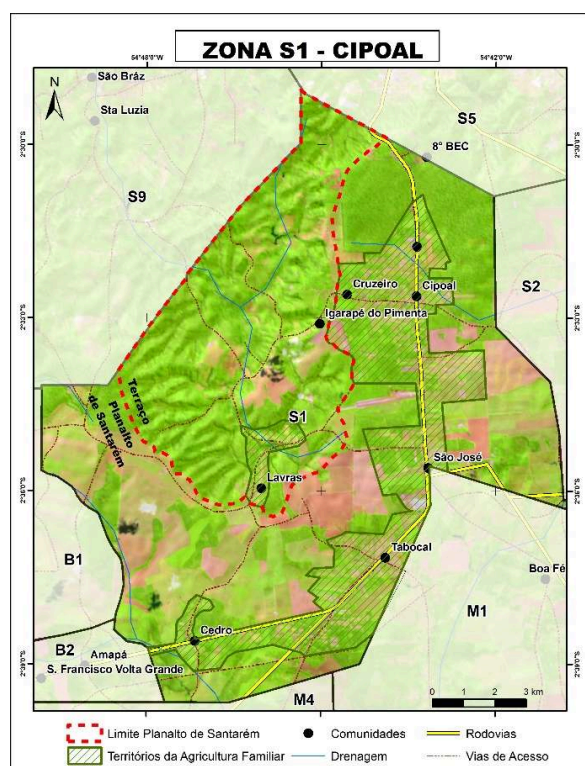 ZONA S1 - CIPOAL
54°48'0"W
54°42'0"W
São Bráz
N
Sta Luzia
S5
8° BEC
S9
Cruzeiro
Cipoal
S2
Igarapé do Pimenta
Terraço
Planalto
de Santarém
S1
São José
Lavras
B1
Tabocal
Boa Fé
M1
Cedro
B2
Amapá
S. Francisco Volta Grande
M4
0 1 2 3 km
Limite Planalto de Santarém
Comunidades
Rodovias
Territórios da Agricultura Familiar
Drenagem
Vias de Acesso